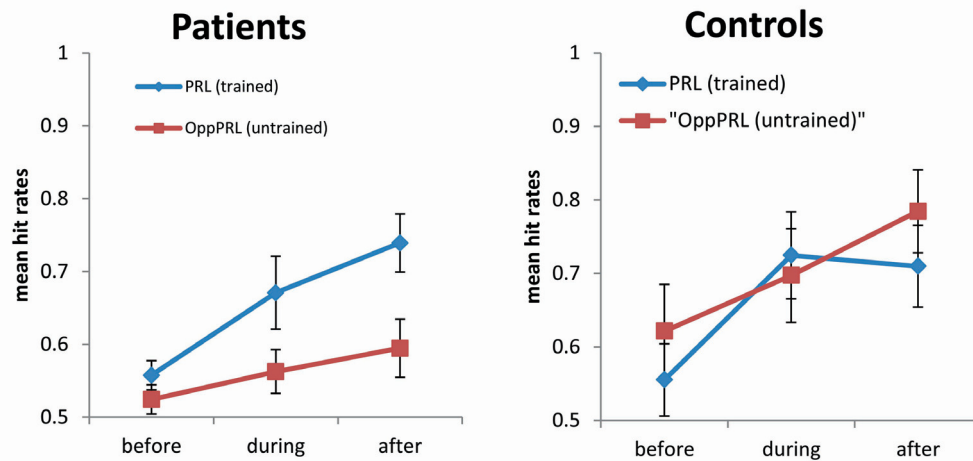 Patients
1
0.9
0.8
0.7
0.6
0.5
mean hit rates
PRL (trained)
OppPRL (untrained)
before during after
Controls
1
0.9
0.8
0.7
0.6
0.5
mean hit rates
PRL (trained)
"OppPRL (untrained)"
before during after